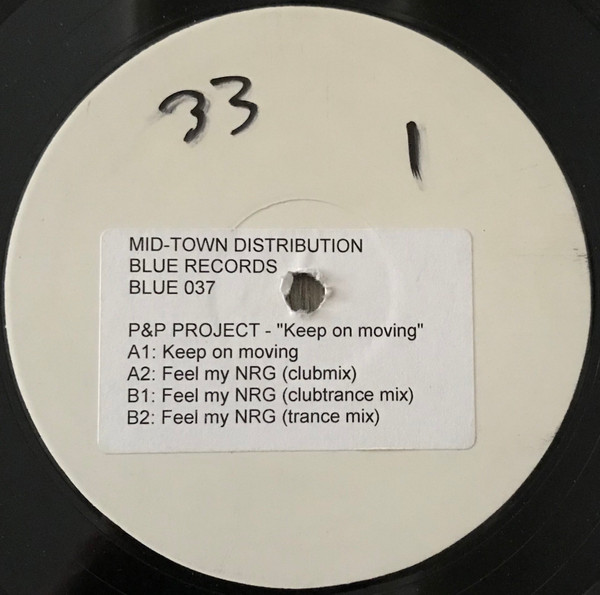 33
1
MID-TOWN DISTRIBUTION
BLUE RECORDS
BLUE 037
P&P PROJECT - "Keep on moving"
A1: Keep on moving
A2: Feel my NRG (clubmix)
B1: Feel my NRG (clubtrance mix)
B2: Feel my NRG (trance mix)